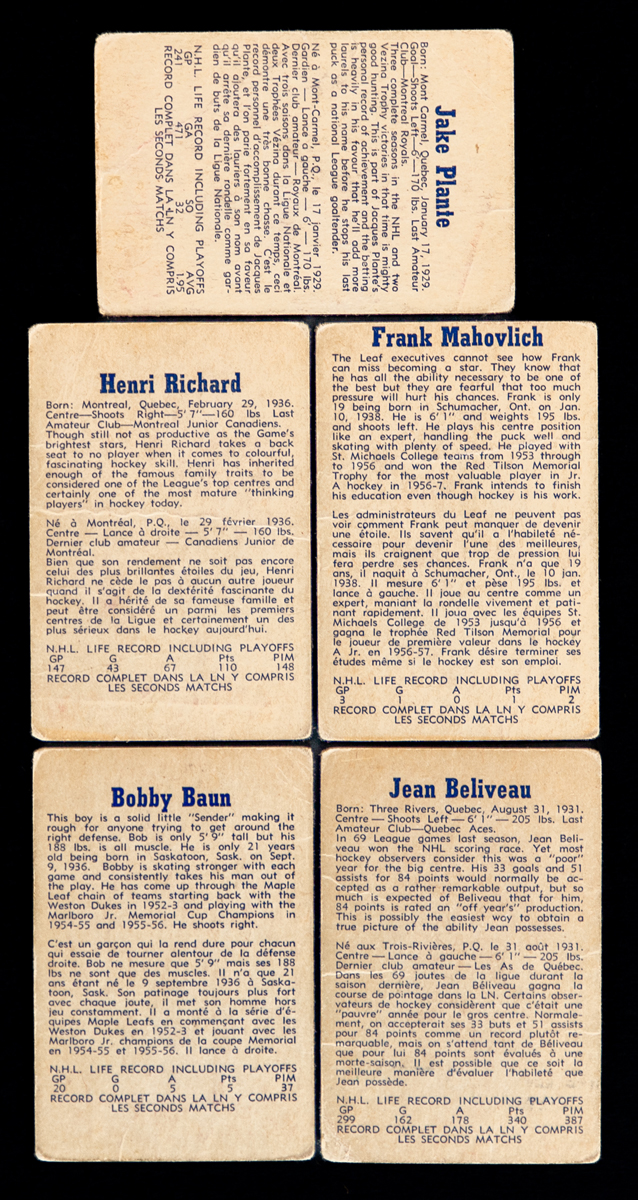 Jake Plante
Born: Mont Carmel, Quebec, January 17, 1929.
Goal—Shoots Left—6'—170 lbs. Last Amateur
Club—Montreal Royals.
Three complete seasons in the NHL and two
Vezina Trophy victories in that time is mighty
good hunting. This is part of Jacques Plante's
personal record of achievement and the betting
is heavily in his favour that he'll add more
laurels to his name before he stops his last
puck as a national League goaltender.
Né à Mont-Carmel, P.Q., le 17 janvier 1929.
Gardien — Lance à gauche — 6' — 170 lbs.
Dernier club amateur — Royaux de Montréal.
Avec trois saisons dans la Ligue Nationale et
deux Trophées Vézina durant ce temps, ceci
démontre une très bonne chasse. C'est le
record personnel d'accomplissement de Jacques
Plante, et l'on parie fortement en sa faveur
qu'il ajoutera des lauriers à son nom avant
qu'il arrête sa dernière rondelle comme gar-
dien de buts de la Ligue Nationale.
N.H.L. LIFE RECORD INCLUDING PLAYOFFS
GP GA SO AVG
241 471 32 1.95
RECORD COMPLET DANS LA LN Y COMPRIS
LES SECONDS MATCHS
Henri Richard
Born: Montreal, Quebec, February 29, 1936.
Centre—Shoots Right—5' 7"—160 lbs Last
Amateur Club—Montreal Junior Canadiens.
Though still not as productive as the Game's
brightest stars, Henri Richard takes a back
seat to no player when it comes to colourful,
fascinating hockey skill. Henri has inherited
enough of the famous family traits to be
considered one of the League's top centres and
certainly one of the most mature "thinking
players" in hockey today.
Né à Montréal, P.Q., le 29 février 1936.
Centre — Lance à droite — 5' 7" — 160 lbs.
Dernier club amateur — Canadiens Junior de
Montréal.
Bien que son rendement ne soit pas encore
celui des plus brillantes étoiles du jeu, Henri
Richard ne cède le pas à aucun autre joueur
quand il s'agit de la dextérité fascinante du
hockey. Il a hérité de sa fameuse famille et
peut être considéré un parmi les premiers
centres de la Ligue et certainement un des
plus sérieux dans le hockey aujourd'hui.
N.H.L. LIFE RECORD INCLUDING PLAYOFFS
GP G A Pts PIM
147 43 67 110 148
RECORD COMPLET DANS LA LN Y COMPRIS
LES SECONDS MATCHS
Frank Mahovlich
The Leaf executives cannot see how Frank
can miss becoming a star. They know that
he has all the ability necessary to be one of
the best but they are fearful that too much
pressure will hurt his chances. Frank is only
19 being born in Schumacher, Ont. on Jan.
10, 1938. He is 6' 1" and weights 195 lbs.
and shoots left. He plays his centre position
like an expert, handling the puck well and
skating with plenty of speed. He played with
St. Michaels College teams from 1953 through
to 1956 and won the Red Tilson Memorial
Trophy for the most valuable player in Jr.
A hockey in 1956-7. Frank intends to finish
his education even though hockey is his work.
Les administrateurs du Leaf ne peuvent pas
voir comment Frank peut manquer de devenir
une étoile. Ils savent qu'il a l'habileté né-
cessaire pour devenir l'une des meilleures,
mais ils craignent que trop de pression lui
fera perdre ses chances. Frank n'a que 19
ans, il naquit à Schumacher, Ont., le 10 jan.
1938. Il mesure 6' 1" et pèse 195 lbs. et
lance à gauche. Il joue au centre comme un
expert, maniant la rondelle vivement et pati-
nant rapidement. Il joua avec les équipes St.
Michaels College de 1953 jusqu'à 1956 et
gagna le trophée Red Tilson Memorial pour
le joueur de première valeur dans le hockey
A Jr. en 1956-57. Frank désire terminer ses
études même si le hockey est son emploi.
N.H.L. LIFE RECORD INCLUDING PLAYOFFS
GP G A Pts PIM
3 1 0 1 2
RECORD COMPLET DANS LA LN Y COMPRIS
LES SECONDS MATCHS
Bobby Baun
This boy is a solid little "Sender" making it
rough for anyone trying to get around the
right defense. Bob is only 5' 9" tall but his
188 lbs. is all muscle. He is only 21 years
old being born in Saskatoon, Sask. on Sept.
9, 1936. Bobby is skating stronger with each
game and consistently takes his man out of
the play. He has come up through the Maple
Leaf chain of teams starting back with the
Weston Dukes in 1952-3 and playing with the
Marlboro Jr. Memorial Cup Champions in
1954-55 and 1955-56. He shoots right.
C'est un garçon qui la rend dure pour chacun
qui essaie de tourner alentour de la défense
droite. Bob ne mesure que 5' 9" mais ses 188
lbs ne sont que des muscles. Il n'a que 21
ans étant né le 9 septembre 1936 à Saska-
toon, Sask. Son patinage toujours plus fort
avec chaque joute, il met son homme hors
jeu constamment. Il a monté à la série d'é-
quipes Maple Leafs en commençant avec les
Weston Dukes en 1952-3 et jouant avec les
Marlboro Jr. champions de la coupe Memorial
en 1954-55 et 1955-56. Il lance à droite.
N.H.L. LIFE RECORD INCLUDING PLAYOFFS
GP G A Pts PIM
20 0 5 5 37
RECORD COMPLET DANS LA LN Y COMPRIS
LES SECONDS MATCHS
Jean Beliveau
Born: Three Rivers, Quebec, August 31, 1931.
Centre — Shoots Left — 6' 1" — 205 lbs. Last
Amateur Club—Quebec Aces.
In 69 League games last season, Jean Beli-
veau won the NHL scoring race. Yet most
hockey observers consider this was a "poor"
year for the big centre. His 33 goals and 51
assists for 84 points would normally be ac-
cepted as a rather remarkable output, but so
much is expected of Beliveau that for him,
84 points is rated an "off year's" production.
This is possibly the easiest way to obtain a
true picture of the ability Jean possesses.
Né aux Trois-Rivières, P.Q. le 31 août 1931.
Centre — Lance à gauche — 6' 1" — 205 lbs.
Dernier club amateur — Les As de Québec.
Dans les 69 joutes de la ligue durant la
saison dernière, Jean Béliveau gagna la
course de pointage dans la LN. Certains obser-
vateurs de hockey considèrent que c'était une
"pauvre" année pour le gros centre. Normale-
ment, on accepterait ses 33 buts et 51 assists
pour 84 points comme un record plutôt re-
marquable, mais on s'attend tant de Béliveau
que pour lui 84 points sont évalués à une
morte-saison. Il est possible que ce soit la
meilleure manière d'évaluer l'habileté que
Jean possède.
N.H.L. LIFE RECORD INCLUDING PLAYOFFS
GP G A Pts PIM
299 162 178 340 387
RECORD COMPLET DANS LA LN Y COMPRIS
LES SECONDS MATCHS